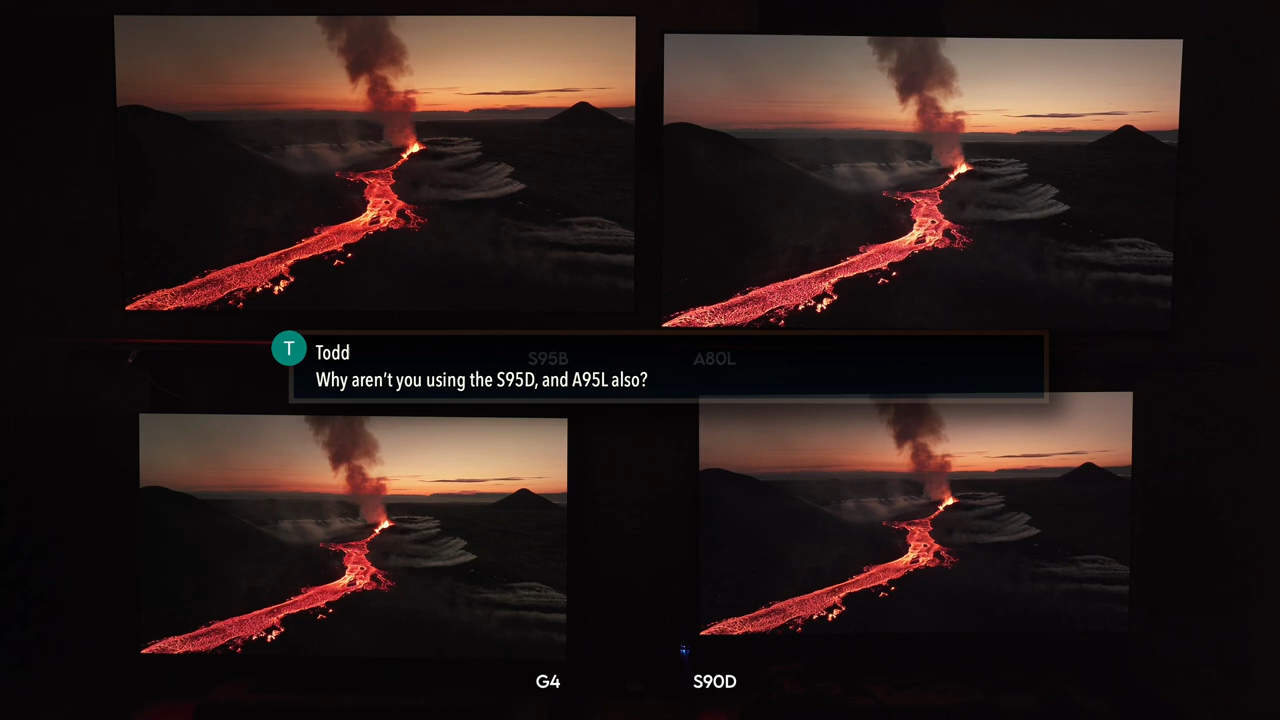 T
Todd
S95B
A80L
Why aren't you using the S95D, and A95L also?
G4
S90D